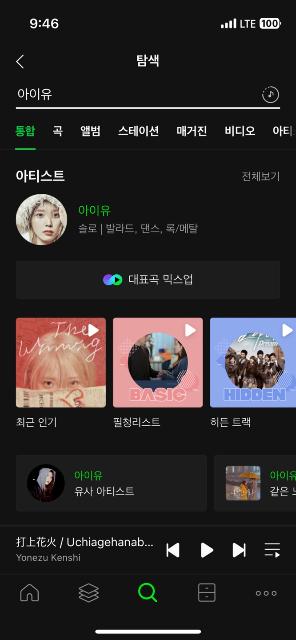 9:46
LTE 100
탐색
아이유
통합 곡 앨범 스테이션 매거진 비디오 아티
아티스트 전체보기
아이유
솔로 | 발라드, 댄스, 록/메탈
대표곡 믹스업
The
Winning
BASIC
HIDDEN
최근 인기 필청리스트 히든 트랙
아이유
유사 아티스트
아이유
같은 노
打上花火 / Uchiagehanab...
Yonezu Kenshi